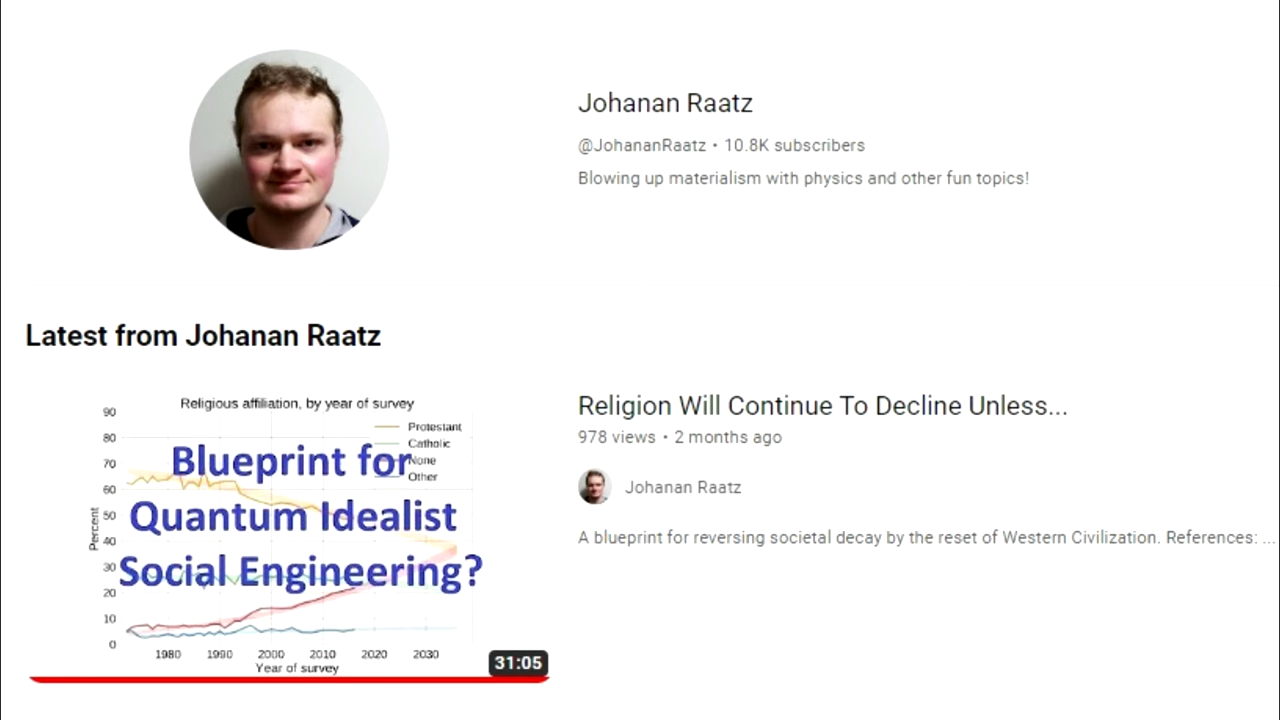 Johanan Raatz
@JohananRaatz • 10.8K subscribers
Blowing up materialism with physics and other fun topics!
Latest from Johanan Raatz
Religious affiliation, by year of survey
90
80
70
60
50
40
30
20
10
0
Percent
Protestant
Catholic
None
Other
Blueprint for
Quantum Idealist
Social Engineering?
1980 1990 2000 2010 2020 2030
Year of survey
31:05
Religion Will Continue To Decline Unless...
978 views • 2 months ago
Johanan Raatz
A blueprint for reversing societal decay by the reset of Western Civilization. References: ...